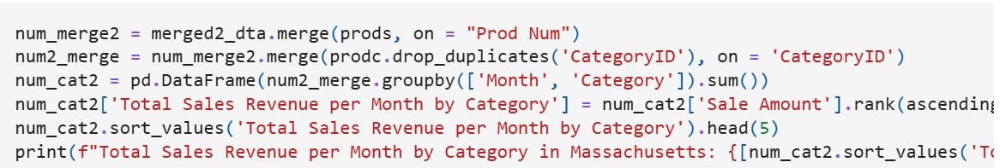 num_merge2 = merged2_dta.merge(prods, on = "Prod Num")
num2_merge = num_merge2.merge(prodc.drop_duplicates('CategoryID'), on = 'CategoryID')
num_cat2 = pd.DataFrame(num2_merge.groupby(['Month', 'Category']).sum())
num_cat2['Total Sales Revenue per Month by Category'] = num_cat2['Sale Amount'].rank(ascending
num_cat2.sort_values('Total Sales Revenue per Month by Category').head(5)
print(f"Total Sales Revenue per Month by Category in Massachusetts: {[num_cat2.sort_values('To